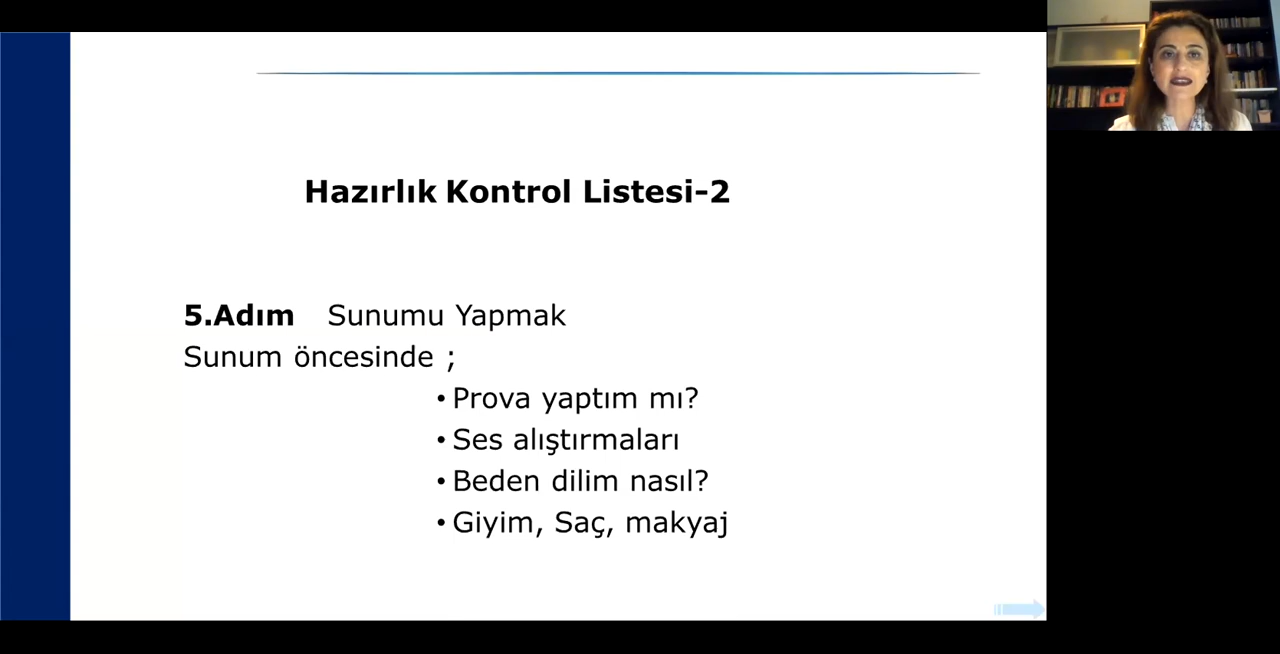 Hazırlık Kontrol Listesi-2
5.Adım Sunumu Yapmak
Sunum öncesinde ;
• Prova yaptım mı?
• Ses alıştırmaları
• Beden dilim nasıl?
• Giyim, Saç, makyaj